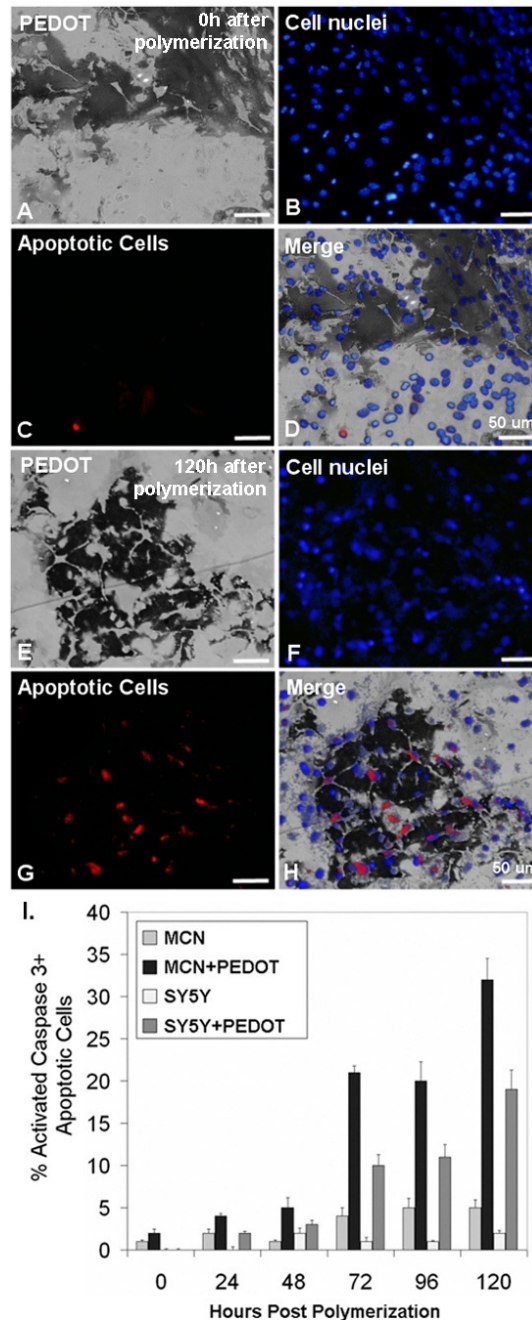 PEDOT
0h after
polymerization
A
Cell nuclei
B
Apoptotic Cells
C
Merge
50 um
D
PEDOT
120h after
polymerization
E
Cell nuclei
F
Apoptotic Cells
G
Merge
50 um
H
I.
% Activated Caspase 3+
Apoptotic Cells
40
35
30
25
20
15
10
5
0
MCN
MCN+PEDOT
SY5Y
SY5Y+PEDOT
0 24 48 72 96 120
Hours Post Polymerization